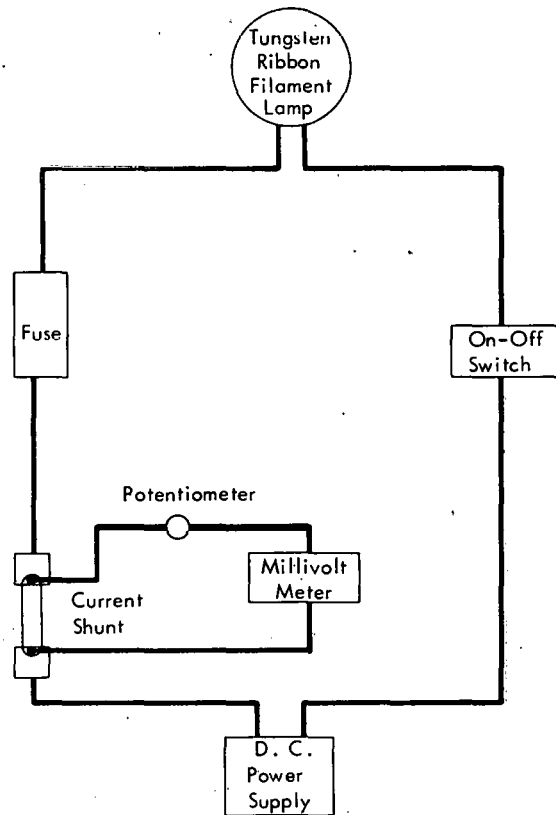 Tungsten
Ribbon
Filament
Lamp
Fuse
On-Off
Switch
Potentiometer
Millivolt
Meter
Current
Shunt
D. C.
Power
Supply